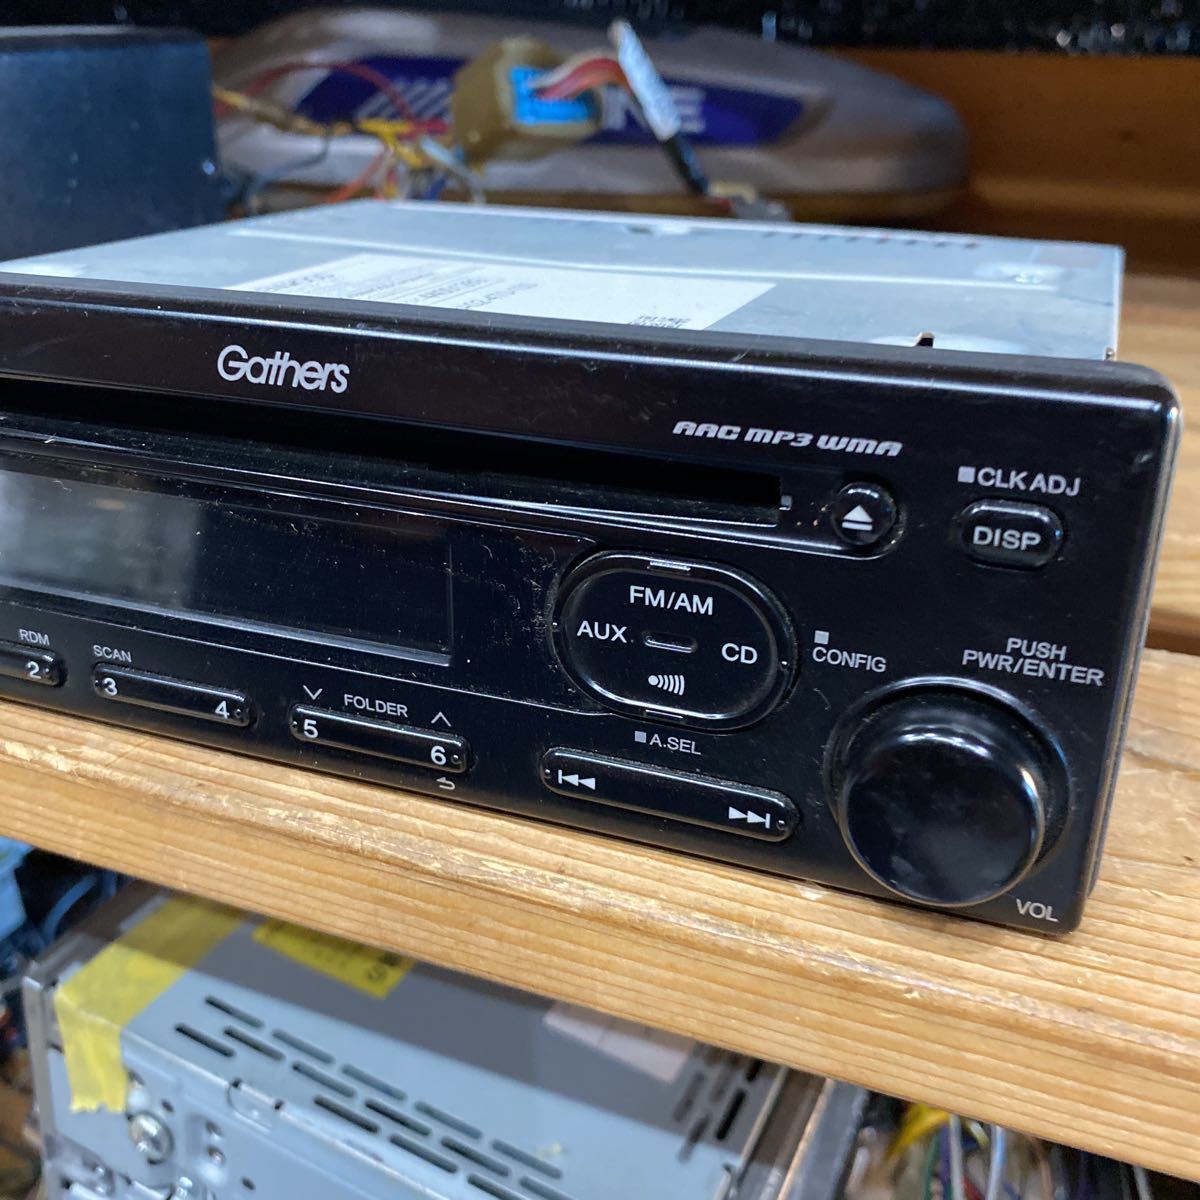 Gathers
AAC MP3 WMA
CLK ADJ
DISP
FM/AM
AUX
CD
CONFIG
PUSH
PWR/ENTER
RDM
2
SCAN
3
4
FOLDER
5
6
A.SEL
VOL